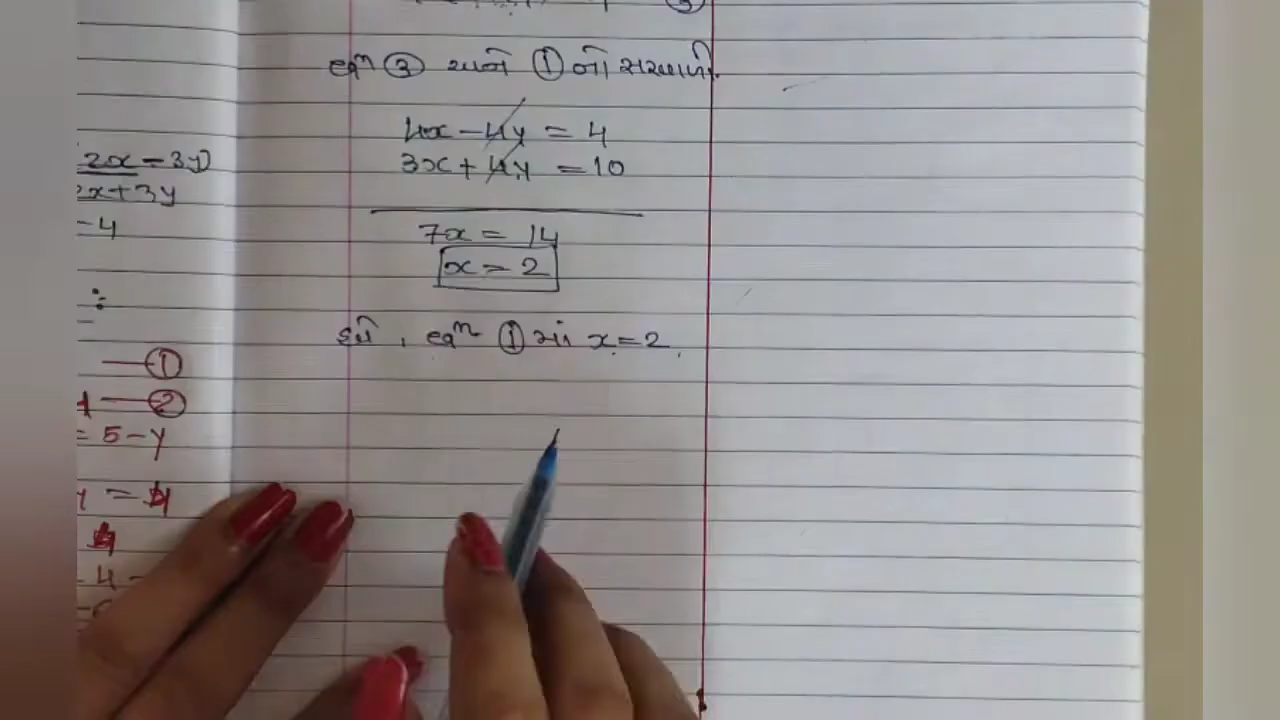 (2x - 3y)
2x + 3y
- 4
:
— ①
— ②
= 5 - y
eqⁿ ③ અને ① નો સરવાળો.
4x - 4y = 4
3x + 4y = 10
7x = 14
x = 2
હવે, eqⁿ ① માં x = 2